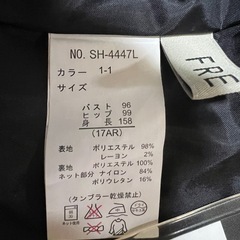 NO. SH-4447L
カラー 1-1
サイズ
バスト 96
ヒップ 99
身長 158
(17AR)
表地 ポリエステル 98%
レーヨン 2%
裏地 ポリエステル 100%
ネット部分 ナイロン 84%
ポリウレタン 16%
(タンブラー乾燥禁止)
FRE